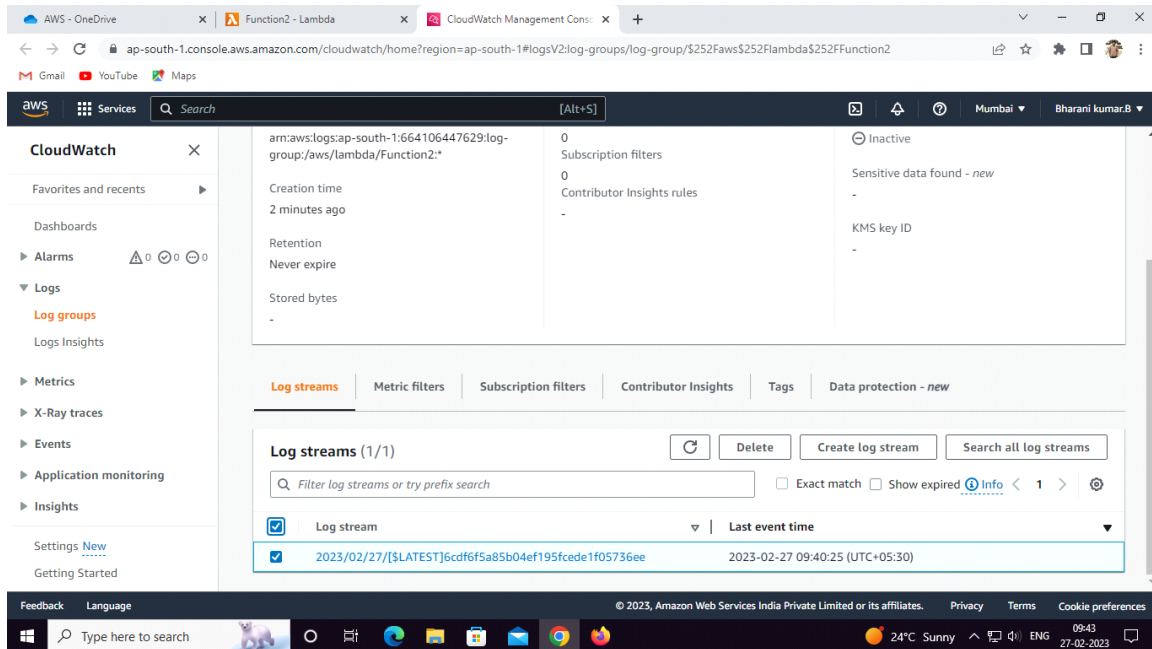 AWS - OneDrive
Function2 - Lambda
CloudWatch Management Conso
ap-south-1.console.aws.amazon.com/cloudwatch/home?region=ap-south-1#logsV2:log-groups/log-group/$252Faws$252Flambda$252FFunction2
Gmail YouTube Maps
aws Services Search [Alt+S] Mumbai Bharani kumar.B
CloudWatch
Favorites and recents
Dashboards
Alarms 0 0 0
Logs
Log groups
Logs Insights
Metrics
X-Ray traces
Events
Application monitoring
Insights
Settings New
Getting Started
arn:aws:logs:ap-south-1:664106447629:log-
group:/aws/lambda/Function2:*
Creation time
2 minutes ago
Retention
Never expire
Stored bytes
-
0
Subscription filters
0
Contributor Insights rules
-
Inactive
Sensitive data found - new
-
KMS key ID
-
Log streams Metric filters Subscription filters Contributor Insights Tags Data protection - new
Log streams (1/1) Delete Create log stream Search all log streams
Filter log streams or try prefix search Exact match Show expired Info 1
Log stream Last event time
2023/02/27/[$LATEST]6cdf6f5a85b04ef195fcede1f05736ee 2023-02-27 09:40:25 (UTC+05:30)
Feedback Language © 2023, Amazon Web Services India Private Limited or its affiliates. Privacy Terms Cookie preferences
Type here to search 24°C Sunny ENG 09:43
27-02-2023